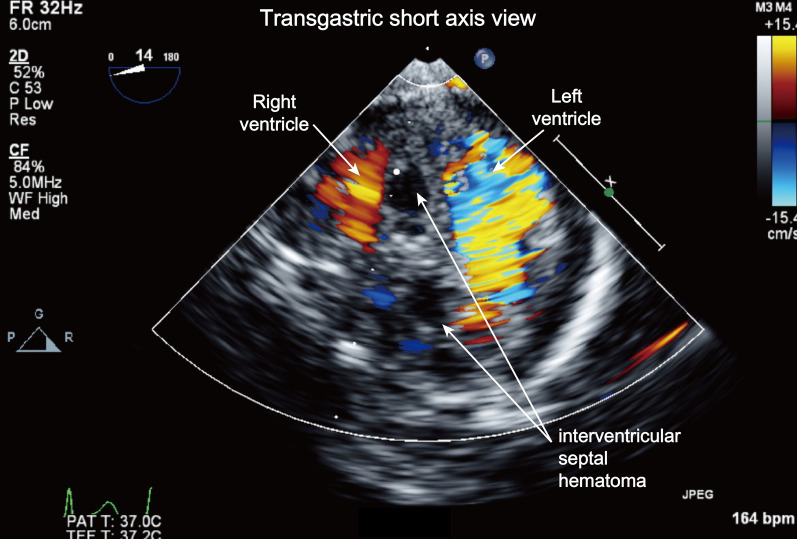 FR 32Hz
6.0cm
Transgastric short axis view
M3 M4
+15.4
2D
52%
C 53
P Low
Res
0 14 180
P
CF
84%
5.0MHz
WF High
Med
Right
ventricle
Left
ventricle
-15.4
cm/s
G
P R
interventricular
septal
hematoma
JPEG
PAT T: 37.0C
TEE T: 37.2C
164 bpm